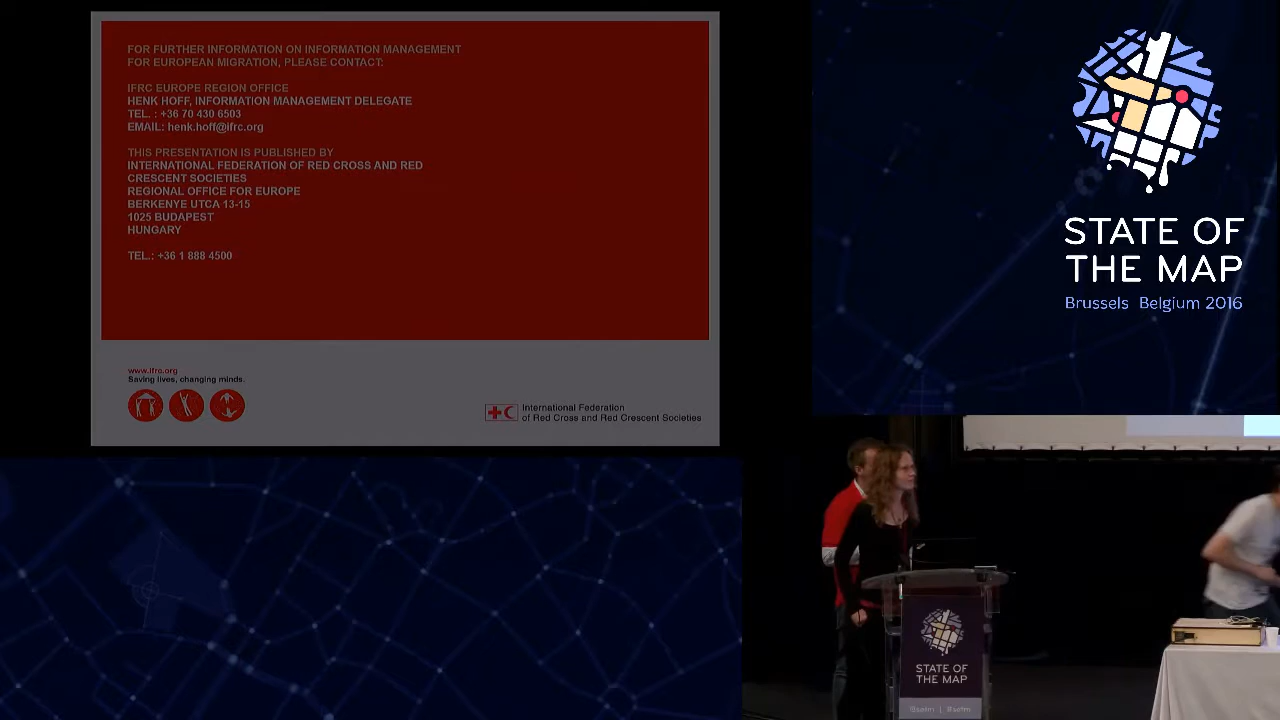 FOR FURTHER INFORMATION ON INFORMATION MANAGEMENT
FOR EUROPEAN MIGRATION, PLEASE CONTACT:
IFRC EUROPE REGION OFFICE
HENK HOFF, INFORMATION MANAGEMENT DELEGATE
TEL. : +36 70 430 6503
EMAIL: henk.hoff@ifrc.org
THIS PRESENTATION IS PUBLISHED BY
INTERNATIONAL FEDERATION OF RED CROSS AND RED
CRESCENT SOCIETIES
REGIONAL OFFICE FOR EUROPE
BERKENYE UTCA 13-15
1025 BUDAPEST
HUNGARY
TEL.: +36 1 888 4500
www.ifrc.org
Saving lives, changing minds.
International Federation
of Red Cross and Red Crescent Societies
STATE OF
THE MAP
Brussels Belgium 2016
STATE OF
THE MAP